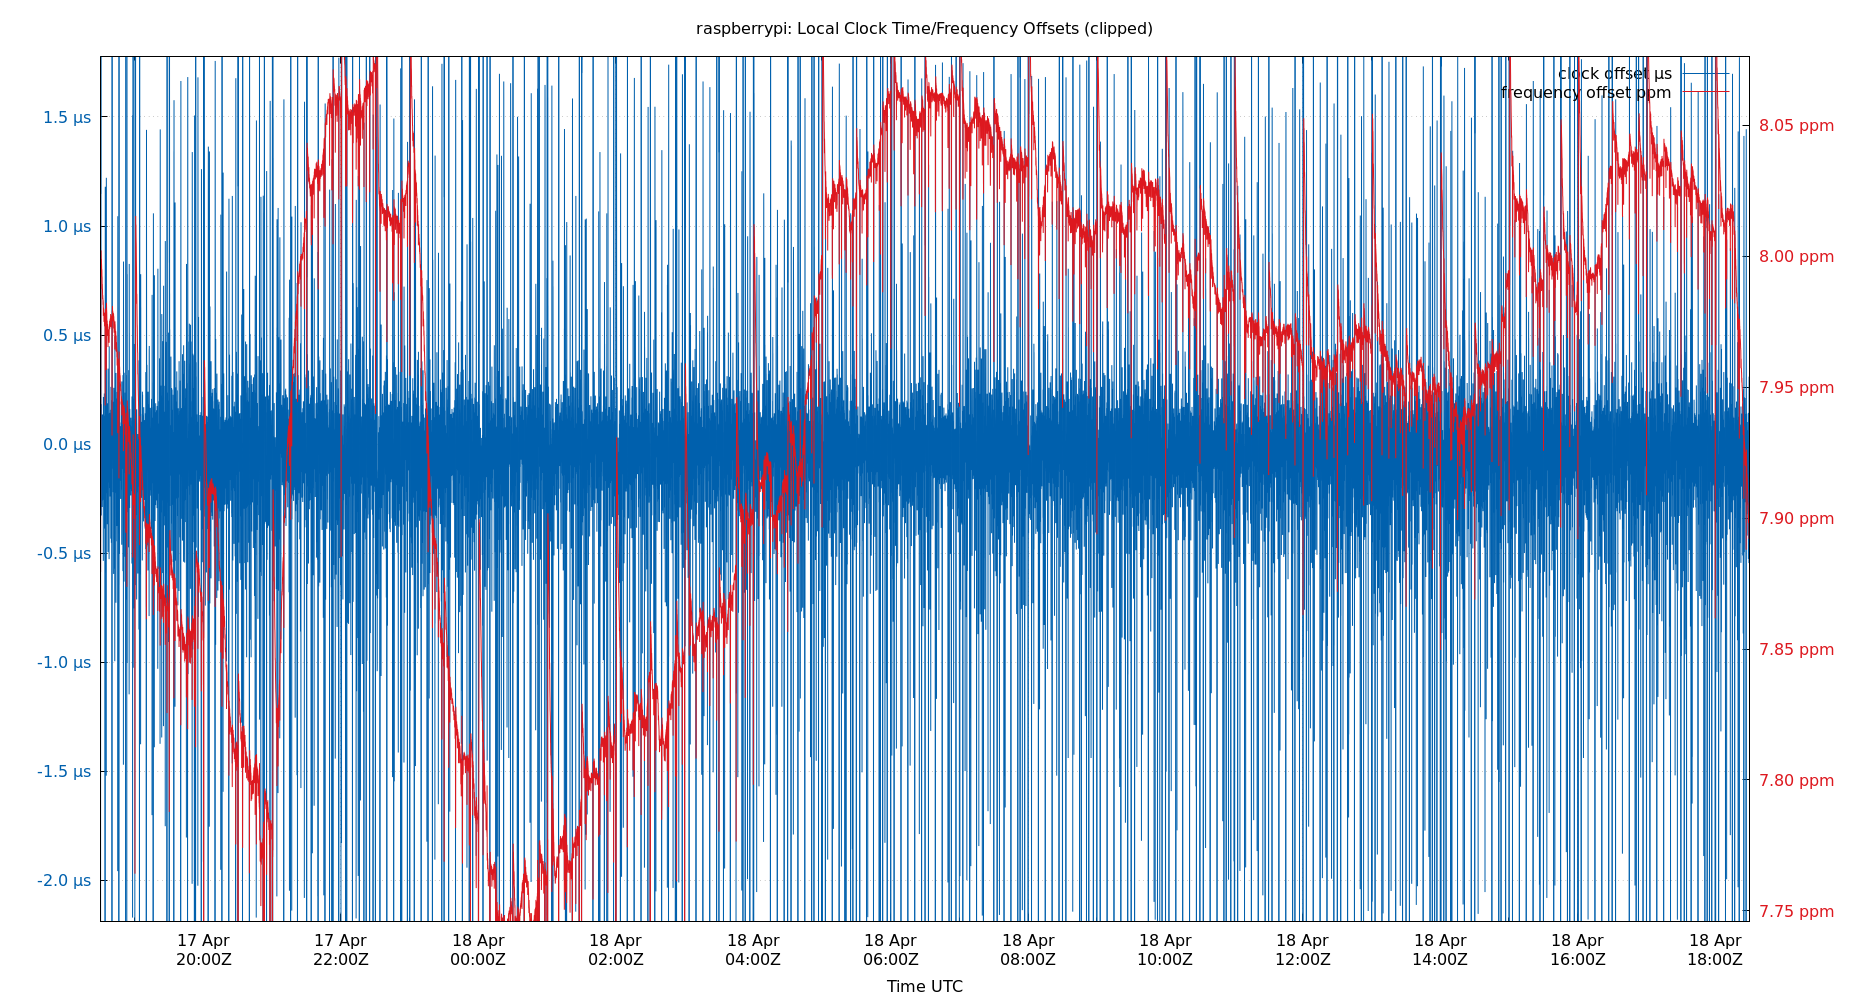 raspberrypi: Local Clock Time/Frequency Offsets (clipped)
clock offset µs
frequency offset ppm
1.5 µs
1.0 µs
0.5 µs
0.0 µs
-0.5 µs
-1.0 µs
-1.5 µs
-2.0 µs
8.05 ppm
8.00 ppm
7.95 ppm
7.90 ppm
7.85 ppm
7.80 ppm
7.75 ppm
17 Apr 17 Apr 18 Apr 18 Apr 18 Apr 18 Apr 18 Apr 18 Apr 18 Apr 18 Apr 18 Apr 18 Apr
20:00Z 22:00Z 00:00Z 02:00Z 04:00Z 06:00Z 08:00Z 10:00Z 12:00Z 14:00Z 16:00Z 18:00Z
Time UTC